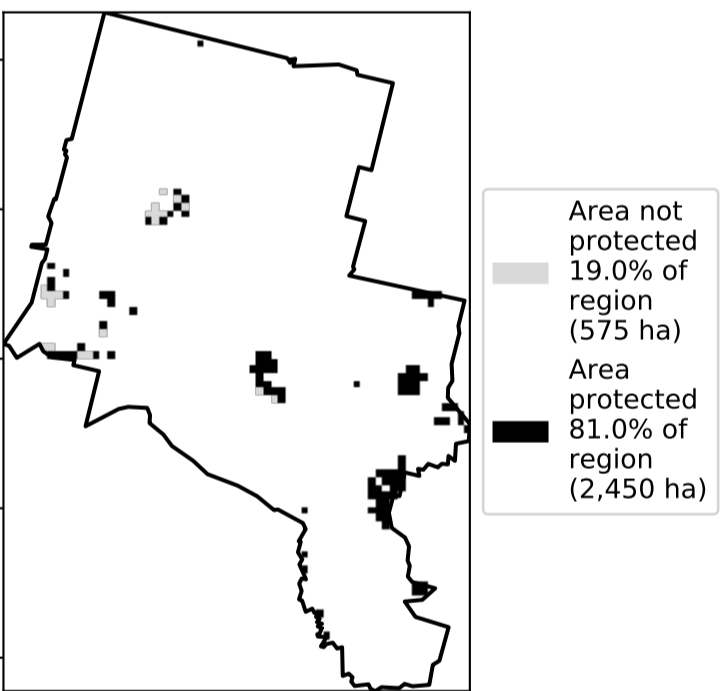 Area not
protected
19.0% of
region
(575 ha)
Area
protected
81.0% of
region
(2,450 ha)